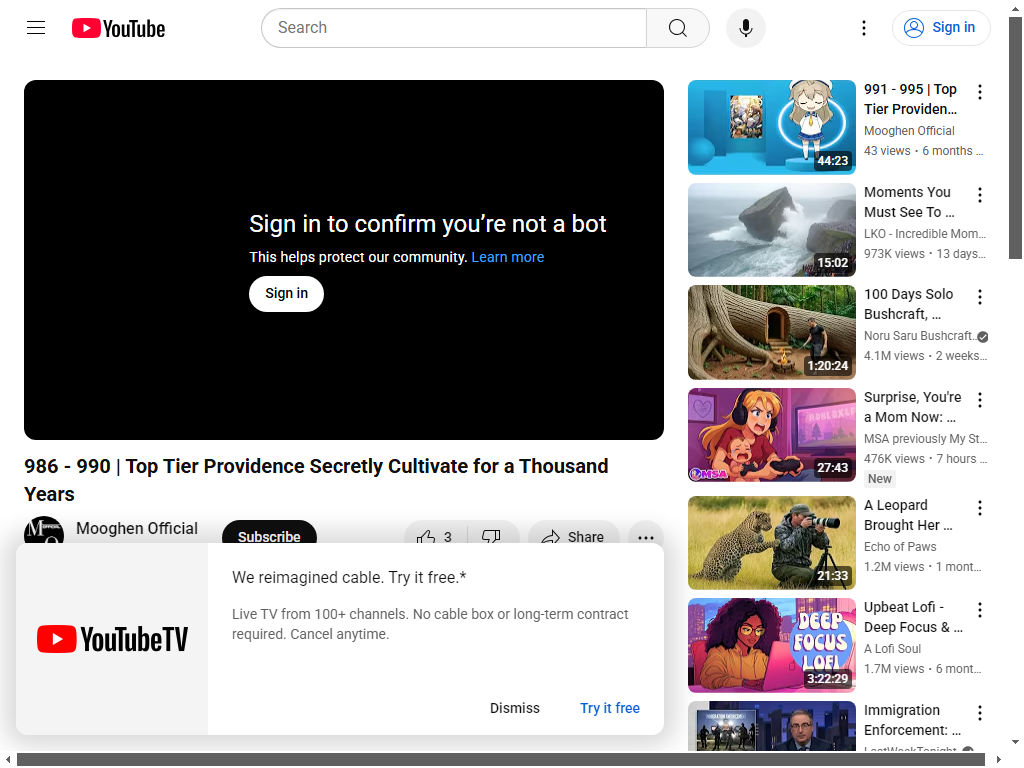 YouTube
Search
Sign in
Sign in to confirm you’re not a bot
This helps protect our community. Learn more
Sign in
986 - 990 | Top Tier Providence Secretly Cultivate for a Thousand
Years
Mooghen Official
Subscribe
3
Share
We reimagined cable. Try it free.*
Live TV from 100+ channels. No cable box or long-term contract
required. Cancel anytime.
YouTubeTV
Dismiss
Try it free
44:23
991 - 995 | Top
Tier Providen...
Mooghen Official
43 views • 6 months ...
15:02
Moments You
Must See To ...
LKO - Incredible Mom...
973K views • 13 days...
1:20:24
100 Days Solo
Bushcraft, ...
Noru Saru Bushcraft...
4.1M views • 2 weeks...
MSA
27:43
Surprise, You're
a Mom Now: ...
MSA previously My St...
476K views • 7 hours ...
New
21:33
A Leopard
Brought Her ...
Echo of Paws
1.2M views • 1 mont...
DEEP
FOCUS
LOFI
3:22:29
Upbeat Lofi -
Deep Focus & ...
A Lofi Soul
1.7M views • 6 mont...
Immigration
Enforcement: ...
LastWeekTonight